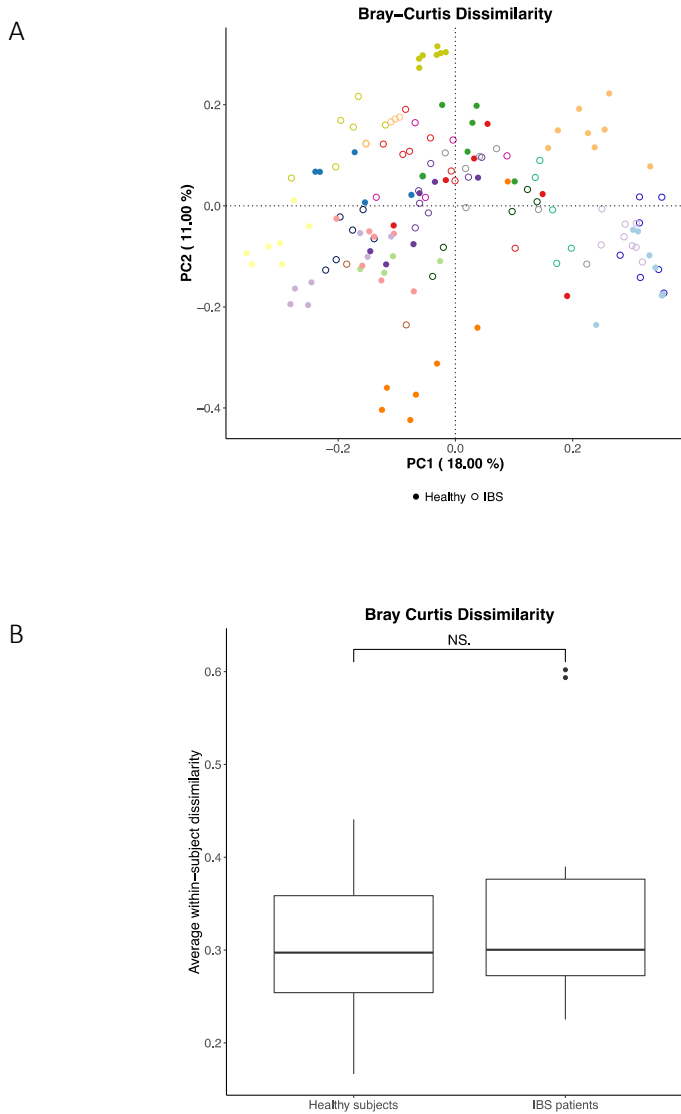 A
Bray−Curtis Dissimilarity
PC2 ( 11.00 %)
0.2
0.0
−0.2
−0.4
−0.2
0.0
0.2
PC1 ( 18.00 %)
Healthy
IBS
B
Bray Curtis Dissimilarity
NS.
Average within−subject dissimilarity
0.6
0.5
0.4
0.3
0.2
Healthy subjects
IBS patients